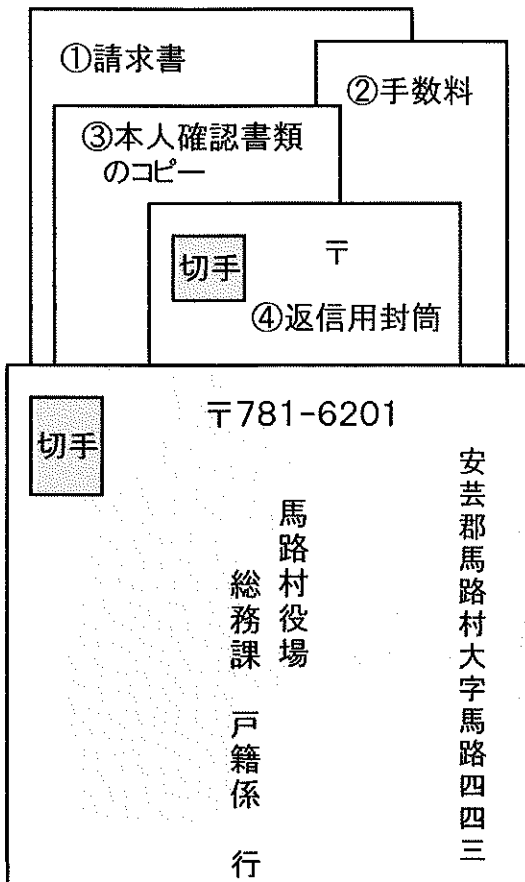 ①請求書
②手数料
③本人確認書類
のコピー
切手
〒
④返信用封筒
切手
〒781-6201
安芸郡馬路村大字馬路四四三
馬路村役場
総務課 戸籍係 行